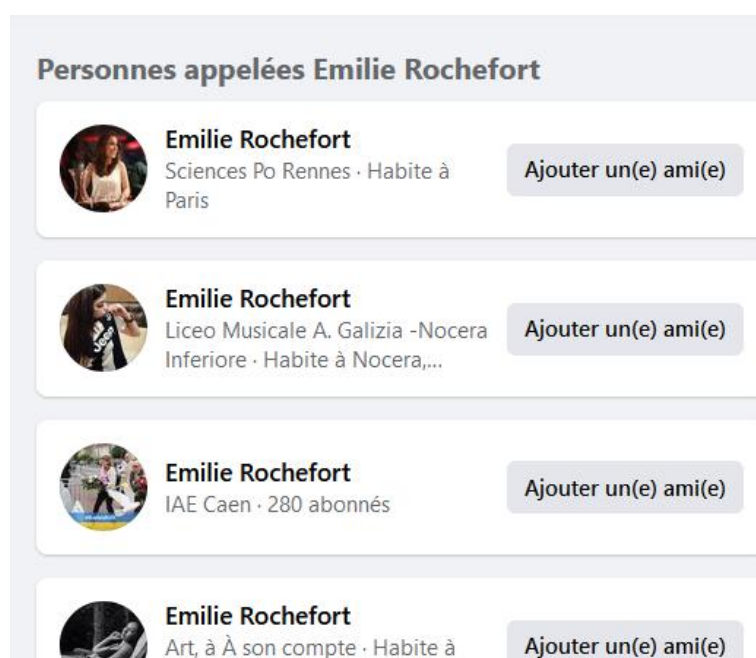 Personnes appelées Emilie Rochefort
Emilie Rochefort
Sciences Po Rennes · Habite à
Paris
Ajouter un(e) ami(e)
Emilie Rochefort
Liceo Musicale A. Galizia -Nocera
Inferiore · Habite à Nocera,...
Ajouter un(e) ami(e)
Emilie Rochefort
IAE Caen · 280 abonnés
Ajouter un(e) ami(e)
Emilie Rochefort
Art, à À son compte · Habite à
Ajouter un(e) ami(e)